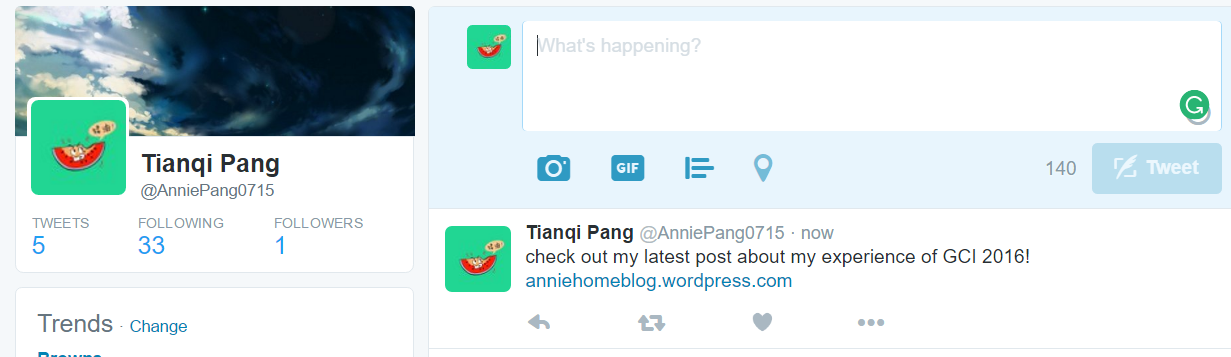 What's happening?
Tianqi Pang
@AnniePang0715
TWEETS FOLLOWING FOLLOWERS
5 33 1
GIF
140 Tweet
Tianqi Pang @AnniePang0715 · now
check out my latest post about my experience of GCI 2016!
anniehomeblog.wordpress.com
Trends · Change
Browns